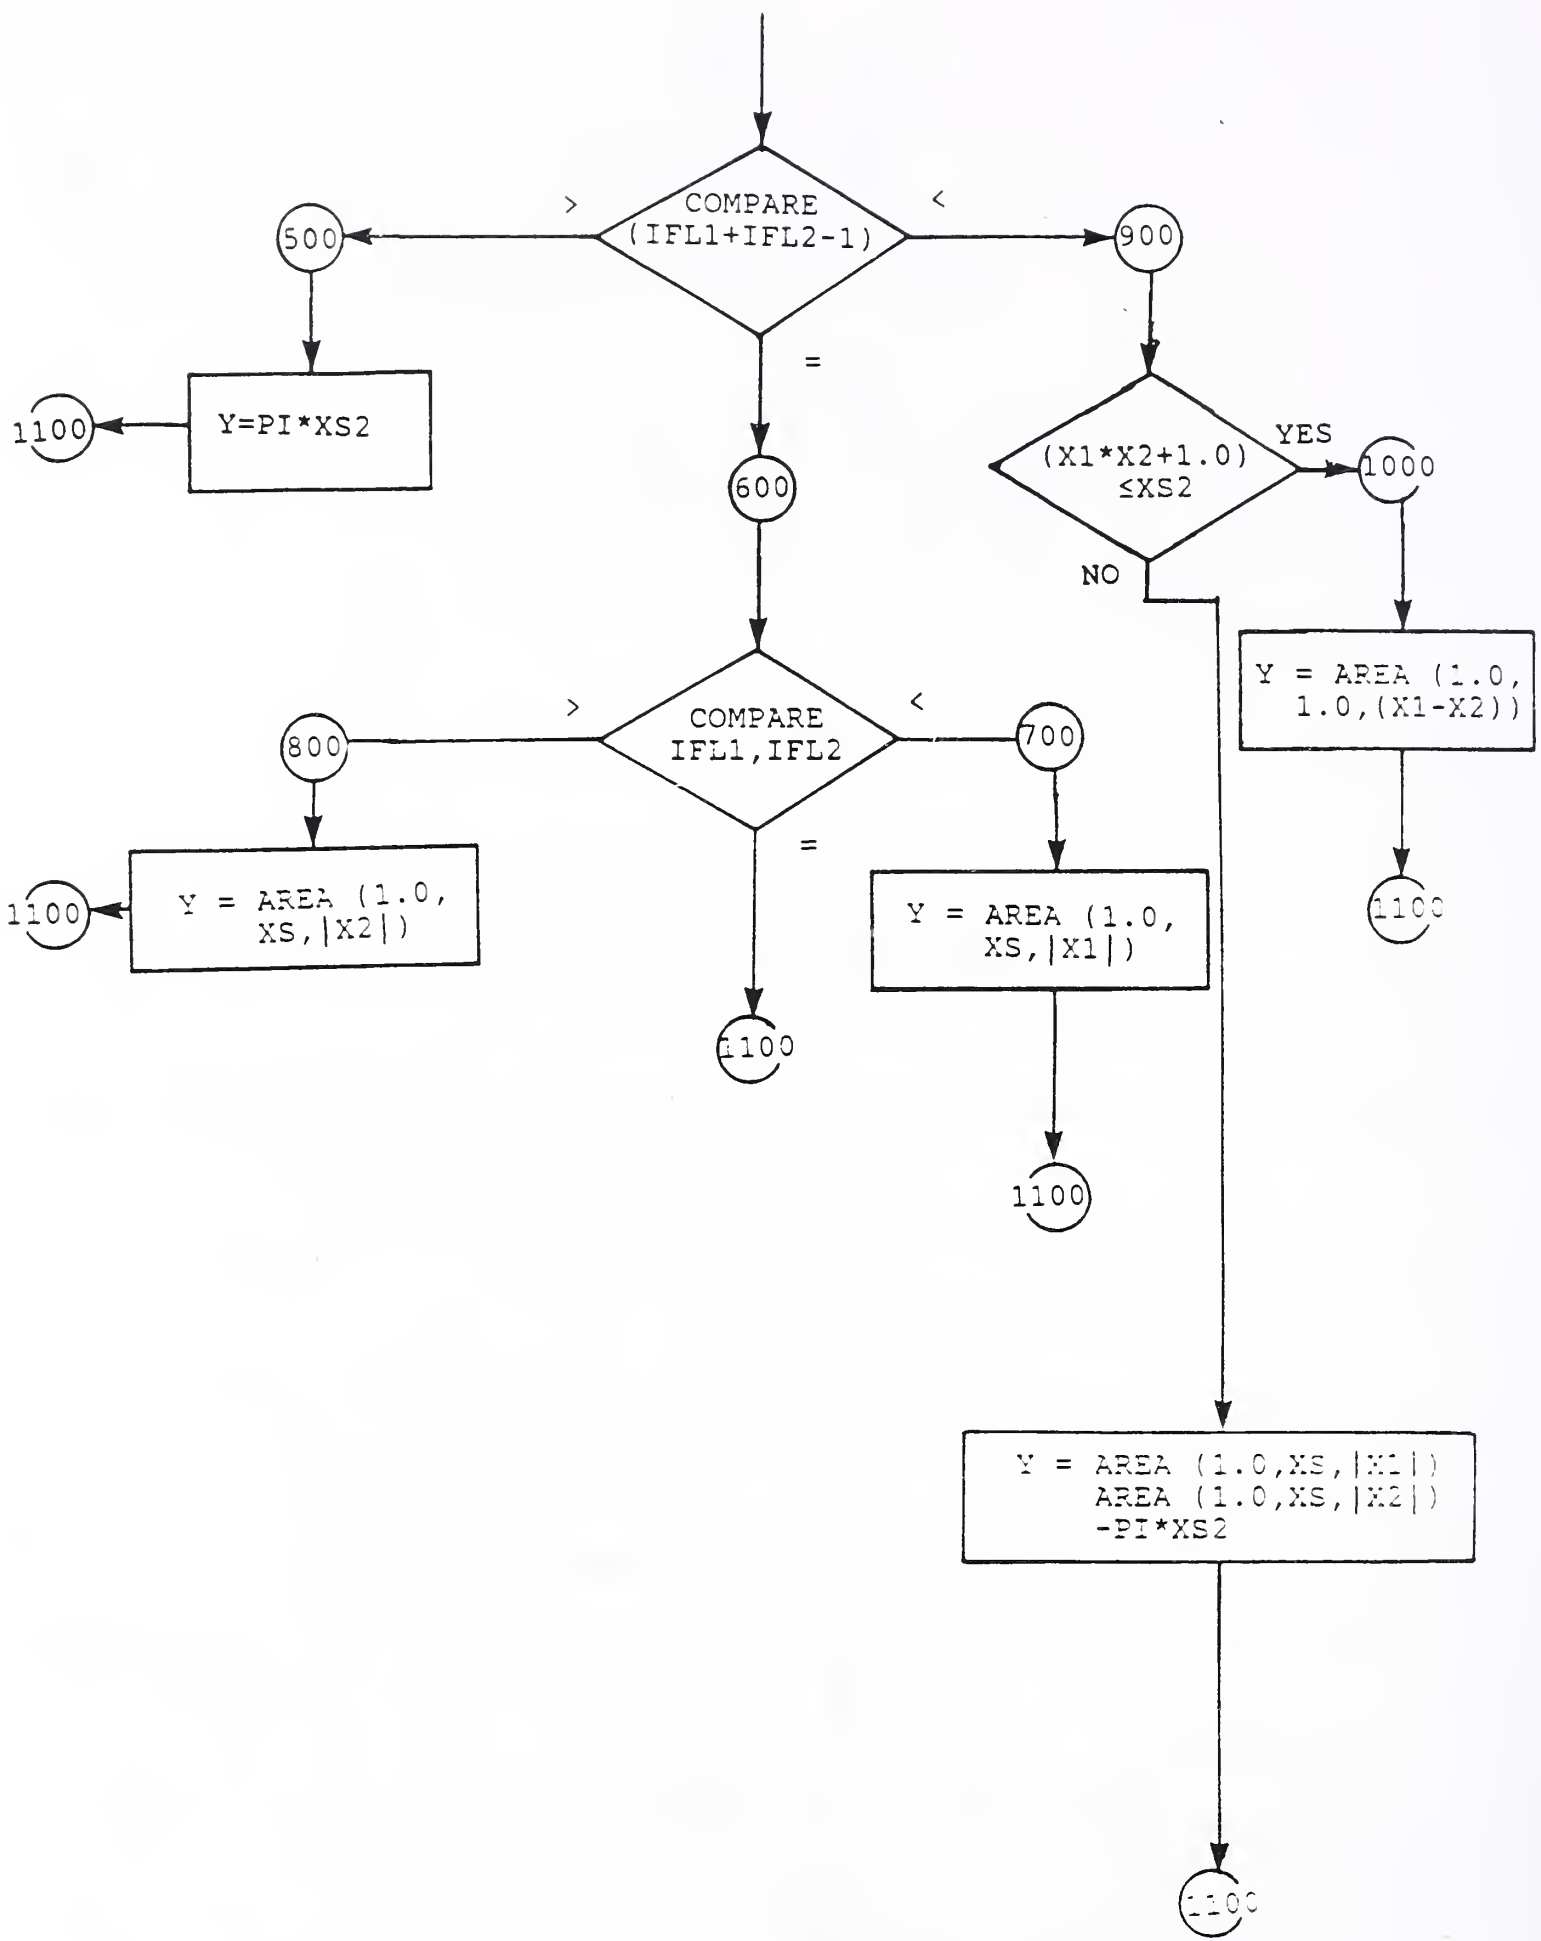 >
COMPARE
(IFL1+IFL2-1)
<
500
900
=
Y=PI*XS2
1100
600
(X1*X2+1.0)
≤XS2
YES
1000
NO
Y = AREA (1.0,
1.0,(X1-X2))
1100
>
COMPARE
IFL1,IFL2
<
800
700
=
Y = AREA (1.0,
XS,|X2|)
1100
Y = AREA (1.0,
XS,|X1|)
1100
1100
Y = AREA (1.0,XS,|X1|)
AREA (1.0,XS,|X2|)
-PI*XS2
1100